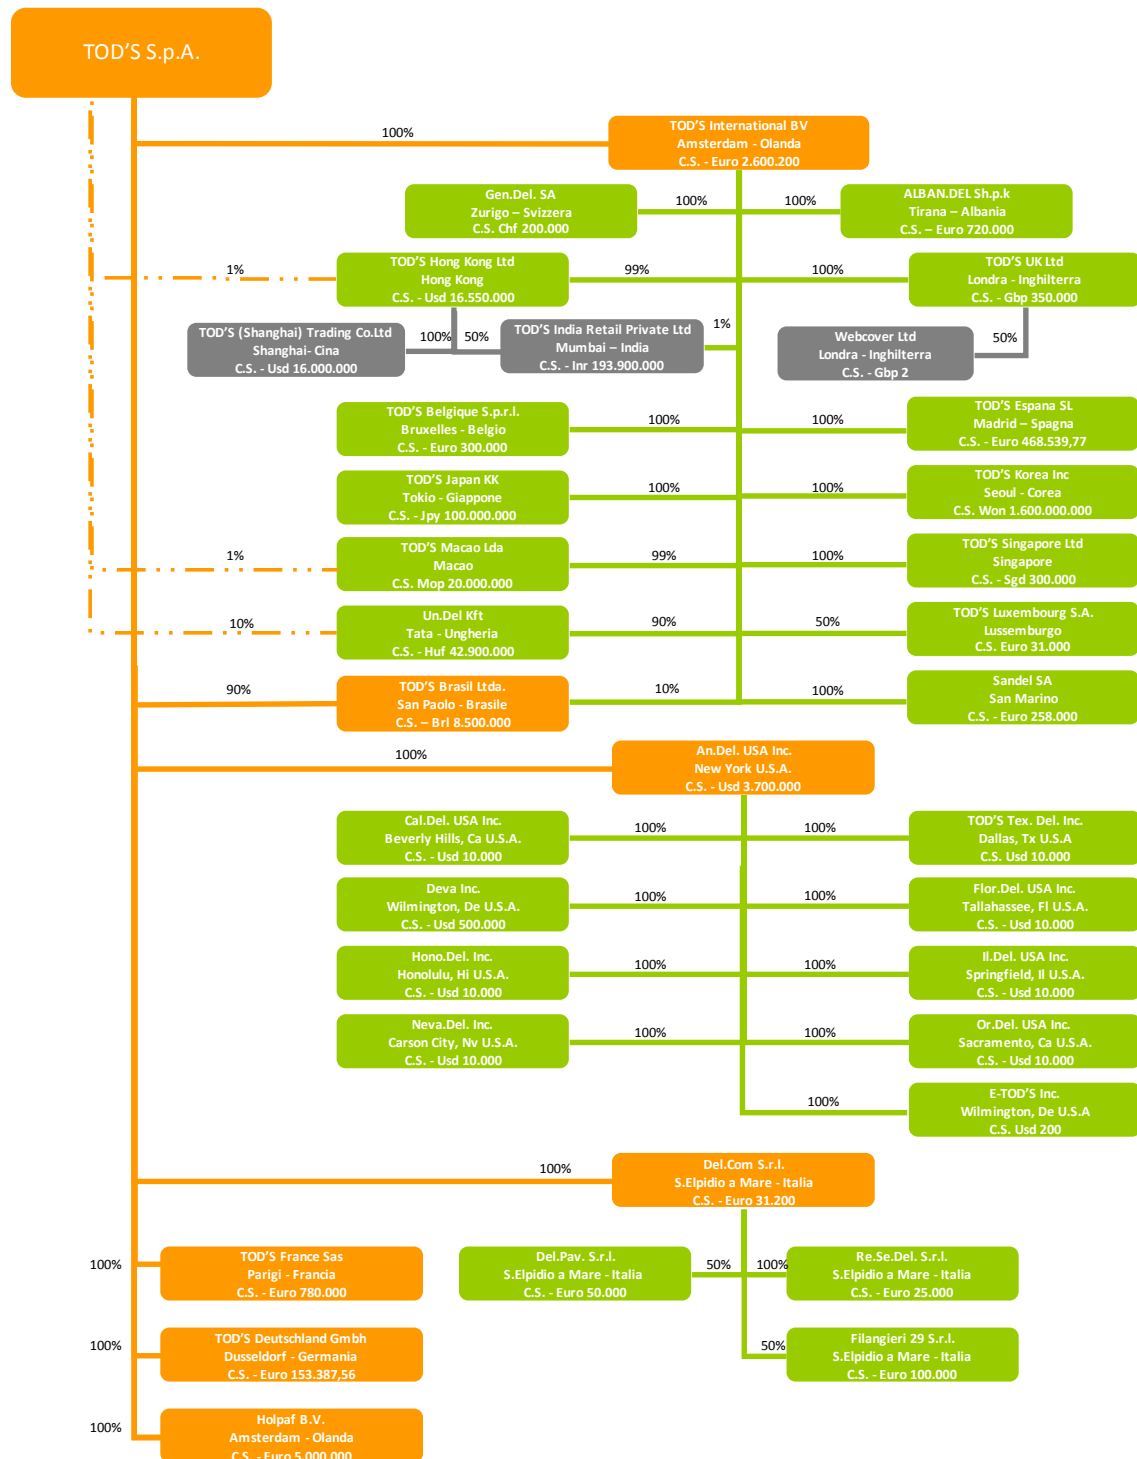 TOD'S S.p.A.
100%
TOD'S International BV
Amsterdam - Olanda
C.S. - Euro 2.600.200
Gen.Del. SA
Zurigo – Svizzera
C.S. Chf 200.000
100%
100%
ALBAN.DEL Sh.p.k
Tirana – Albania
C.S. – Euro 720.000
1%
TOD'S Hong Kong Ltd
Hong Kong
C.S. - Usd 16.550.000
99%
100%
TOD'S UK Ltd
Londra - Inghilterra
C.S. - Gbp 350.000
TOD'S (Shanghai) Trading Co.Ltd
Shanghai- Cina
C.S. - Usd 16.000.000
100%
50%
TOD'S India Retail Private Ltd
Mumbai – India
C.S. - Inr 193.900.000
1%
Webcover Ltd
Londra - Inghilterra
C.S. - Gbp 2
50%
TOD'S Belgique S.p.r.l.
Bruxelles - Belgio
C.S. - Euro 300.000
100%
100%
TOD'S Espana SL
Madrid – Spagna
C.S. - Euro 468.539,77
TOD'S Japan KK
Tokio - Giappone
C.S. - Jpy 100.000.000
100%
100%
TOD'S Korea Inc
Seoul - Corea
C.S. Won 1.600.000.000
1%
TOD'S Macao Lda
Macao
C.S. Mop 20.000.000
99%
100%
TOD'S Singapore Ltd
Singapore
C.S. - Sgd 300.000
10%
Un.Del Kft
Tata - Ungheria
C.S. - Huf 42.900.000
90%
50%
TOD'S Luxembourg S.A.
Lussemburgo
C.S. Euro 31.000
90%
TOD'S Brasil Ltda.
San Paolo - Brasile
C.S. – Brl 8.500.000
10%
100%
Sandel SA
San Marino
C.S. - Euro 258.000
100%
An.Del. USA Inc.
New York U.S.A.
C.S. - Usd 3.700.000
Cal.Del. USA Inc.
Beverly Hills, Ca U.S.A.
C.S. - Usd 10.000
100%
100%
TOD'S Tex. Del. Inc.
Dallas, Tx U.S.A
C.S. Usd 10.000
Deva Inc.
Wilmington, De U.S.A.
C.S. - Usd 500.000
100%
100%
Flor.Del. USA Inc.
Tallahassee, Fl U.S.A.
C.S. - Usd 10.000
Hono.Del. Inc.
Honolulu, Hi U.S.A.
C.S. - Usd 10.000
100%
100%
Il.Del. USA Inc.
Springfield, Il U.S.A.
C.S. - Usd 10.000
Neva.Del. Inc.
Carson City, Nv U.S.A.
C.S. - Usd 10.000
100%
100%
Or.Del. USA Inc.
Sacramento, Ca U.S.A.
C.S. - Usd 10.000
100%
E-TOD'S Inc.
Wilmington, De U.S.A
C.S. Usd 200
100%
Del.Com S.r.l.
S.Elpidio a Mare - Italia
C.S. - Euro 31.200
100%
TOD'S France Sas
Parigi - Francia
C.S. - Euro 780.000
Del.Pav. S.r.l.
S.Elpidio a Mare - Italia
C.S. - Euro 50.000
50%
100%
Re.Se.Del. S.r.l.
S.Elpidio a Mare - Italia
C.S. - Euro 25.000
100%
TOD'S Deutschland Gmbh
Dusseldorf - Germania
C.S. - Euro 153.387,56
50%
Filangieri 29 S.r.l.
S.Elpidio a Mare - Italia
C.S. - Euro 100.000
100%
Holpaf B.V.
Amsterdam - Olanda
C.S. - Euro 5.000.000